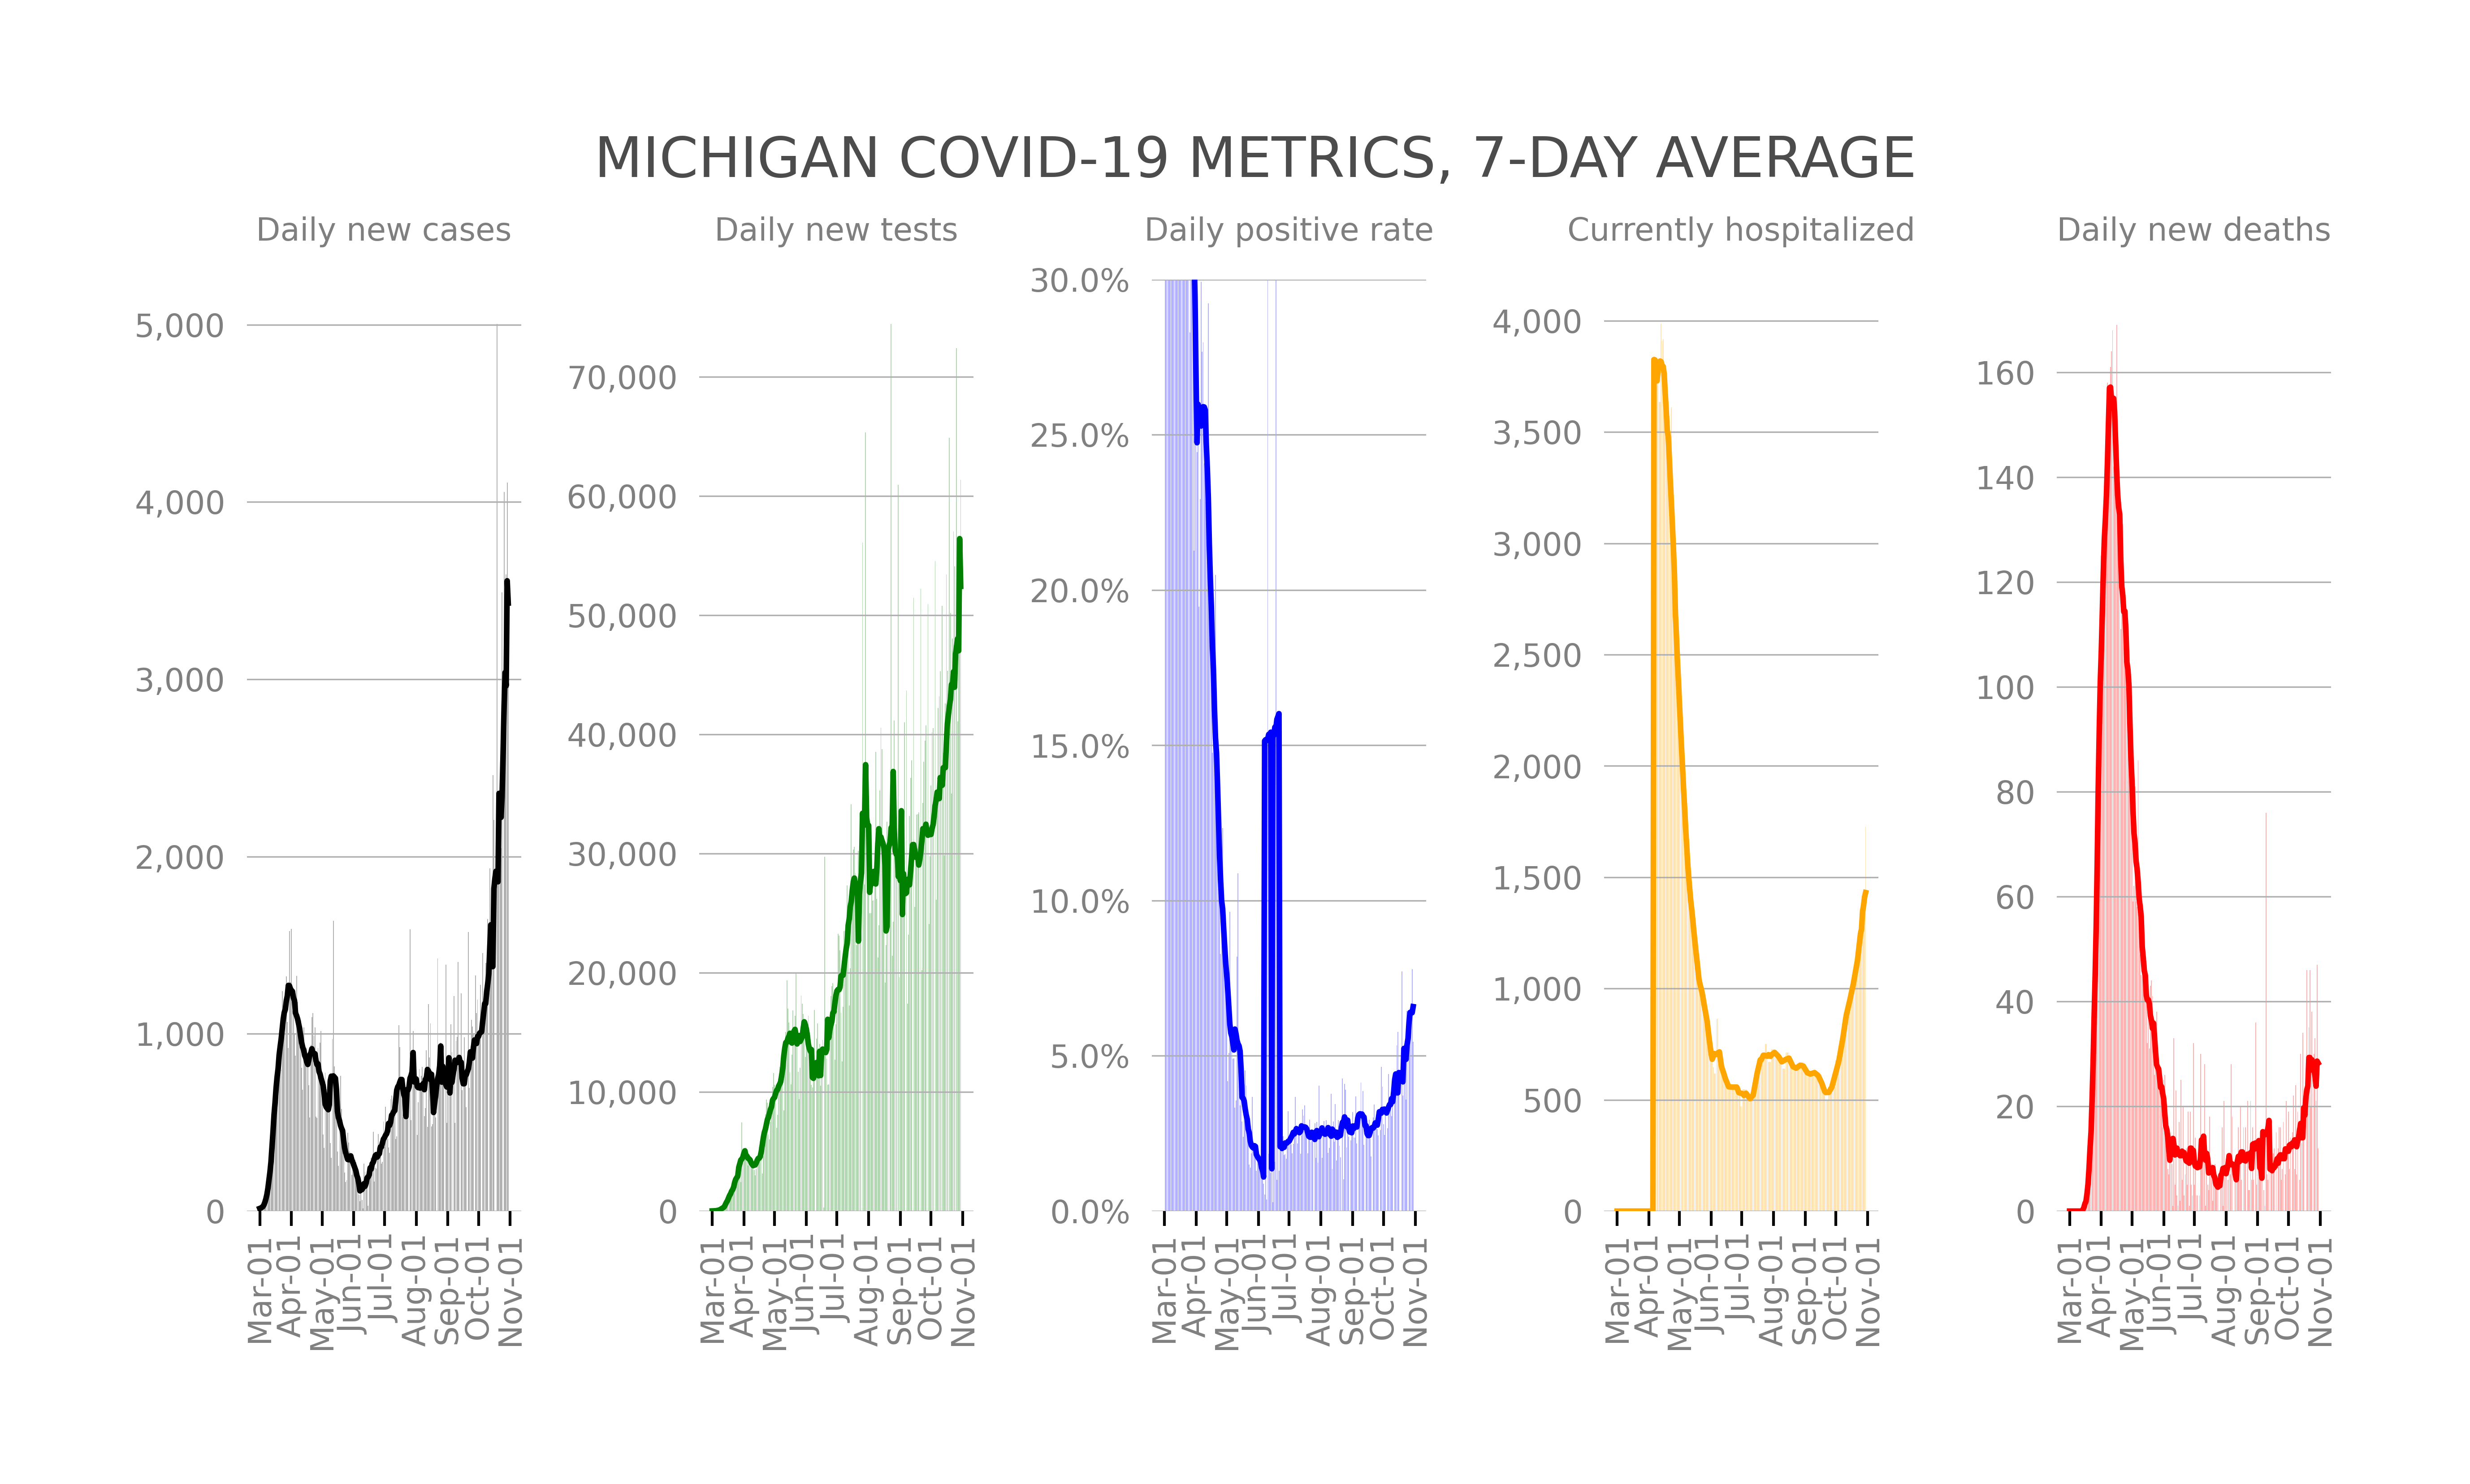 MICHIGAN COVID-19 METRICS, 7-DAY AVERAGE
Daily new cases
5,000
4,000
3,000
2,000
1,000
0
Mar-01
Apr-01
May-01
Jun-01
Jul-01
Aug-01
Sep-01
Oct-01
Nov-01
Daily new tests
70,000
60,000
50,000
40,000
30,000
20,000
10,000
0
Mar-01
Apr-01
May-01
Jun-01
Jul-01
Aug-01
Sep-01
Oct-01
Nov-01
Daily positive rate
30.0%
25.0%
20.0%
15.0%
10.0%
5.0%
0.0%
Mar-01
Apr-01
May-01
Jun-01
Jul-01
Aug-01
Sep-01
Oct-01
Nov-01
Currently hospitalized
4,000
3,500
3,000
2,500
2,000
1,500
1,000
500
0
Mar-01
Apr-01
May-01
Jun-01
Jul-01
Aug-01
Sep-01
Oct-01
Nov-01
Daily new deaths
160
140
120
100
80
60
40
20
0
Mar-01
Apr-01
May-01
Jun-01
Jul-01
Aug-01
Sep-01
Oct-01
Nov-01